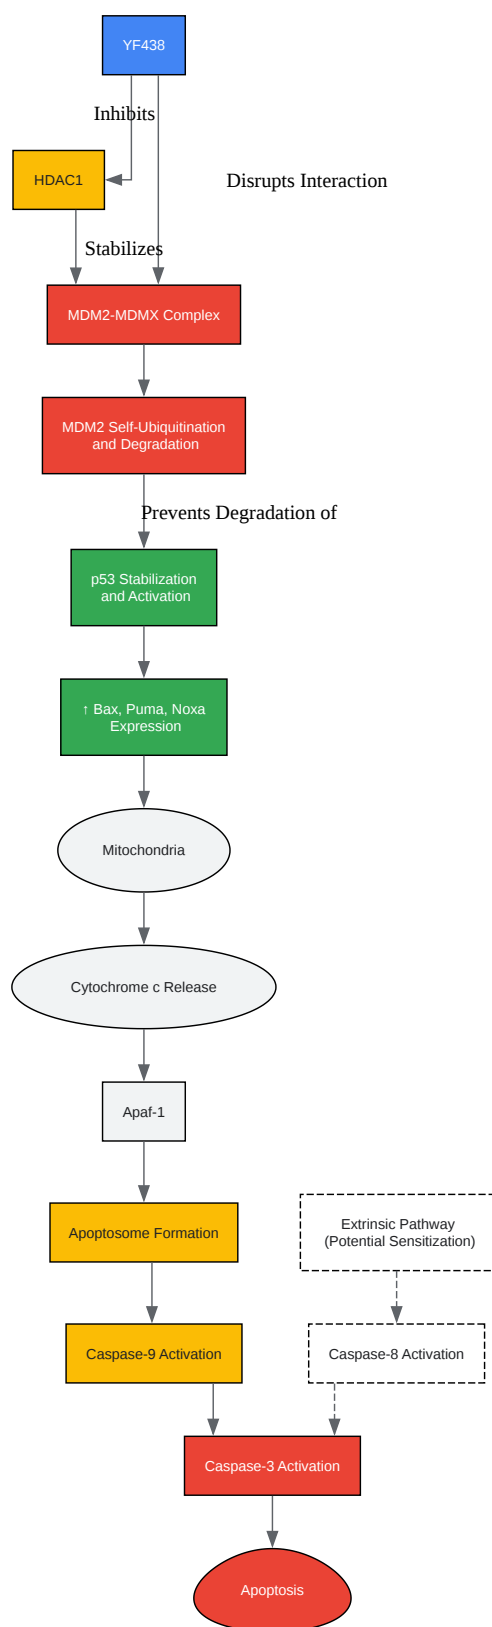 YF438
Inhibits
HDAC1
Disrupts Interaction
Stabilizes
MDM2-MDMX Complex
MDM2 Self-Ubiquitination
and Degradation
Prevents Degradation of
p53 Stabilization
and Activation
↑ Bax, Puma, Noxa
Expression
Mitochondria
Cytochrome c Release
Apaf-1
Apoptosome Formation
Extrinsic Pathway
(Potential Sensitization)
Caspase-9 Activation
Caspase-8 Activation
Caspase-3 Activation
Apoptosis